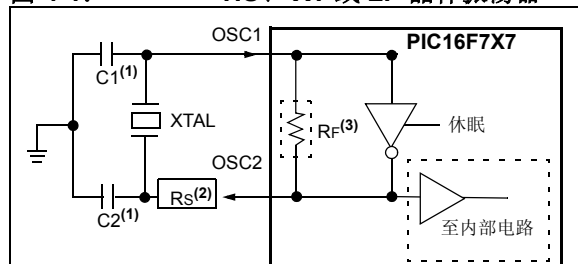 OSC1
PIC16F7X7
C1(1)
XTAL
RF(3)
休眠
OSC2
RS(2)
C2(1)
至内部电路